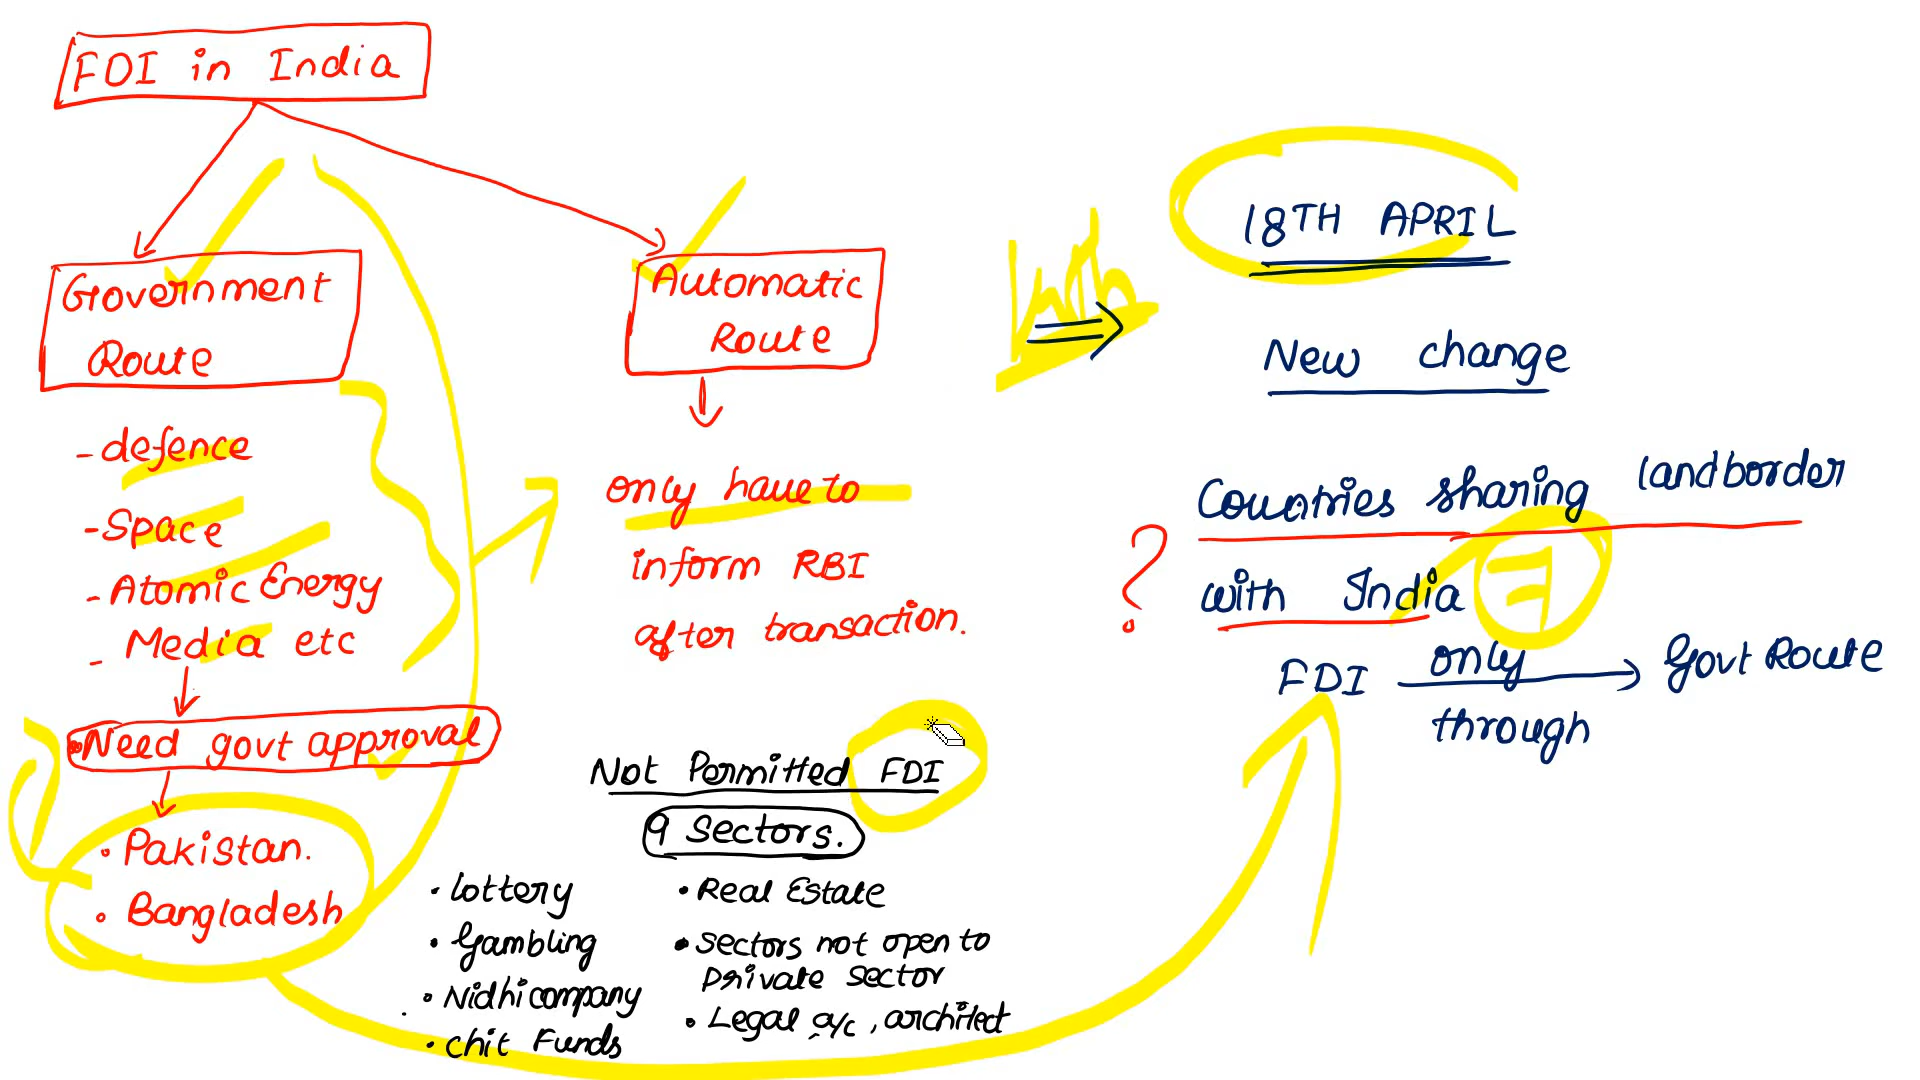 FDI in India
Government
Route
- defence
- Space
- Atomic Energy
- Media etc
• Need govt approval
• Pakistan.
• Bangladesh
Automatic
Route
only have to
inform RBI
after transaction.
Not Permitted FDI
9 Sectors.
• lottery
• Gambling
• Nidhi company
• chit Funds
• Real Estate
• Sectors not open to
private sector
• Legal a/c, architect
18TH APRIL
New change
Countries sharing landborder
with India
?
7
FDI only through Govt Route